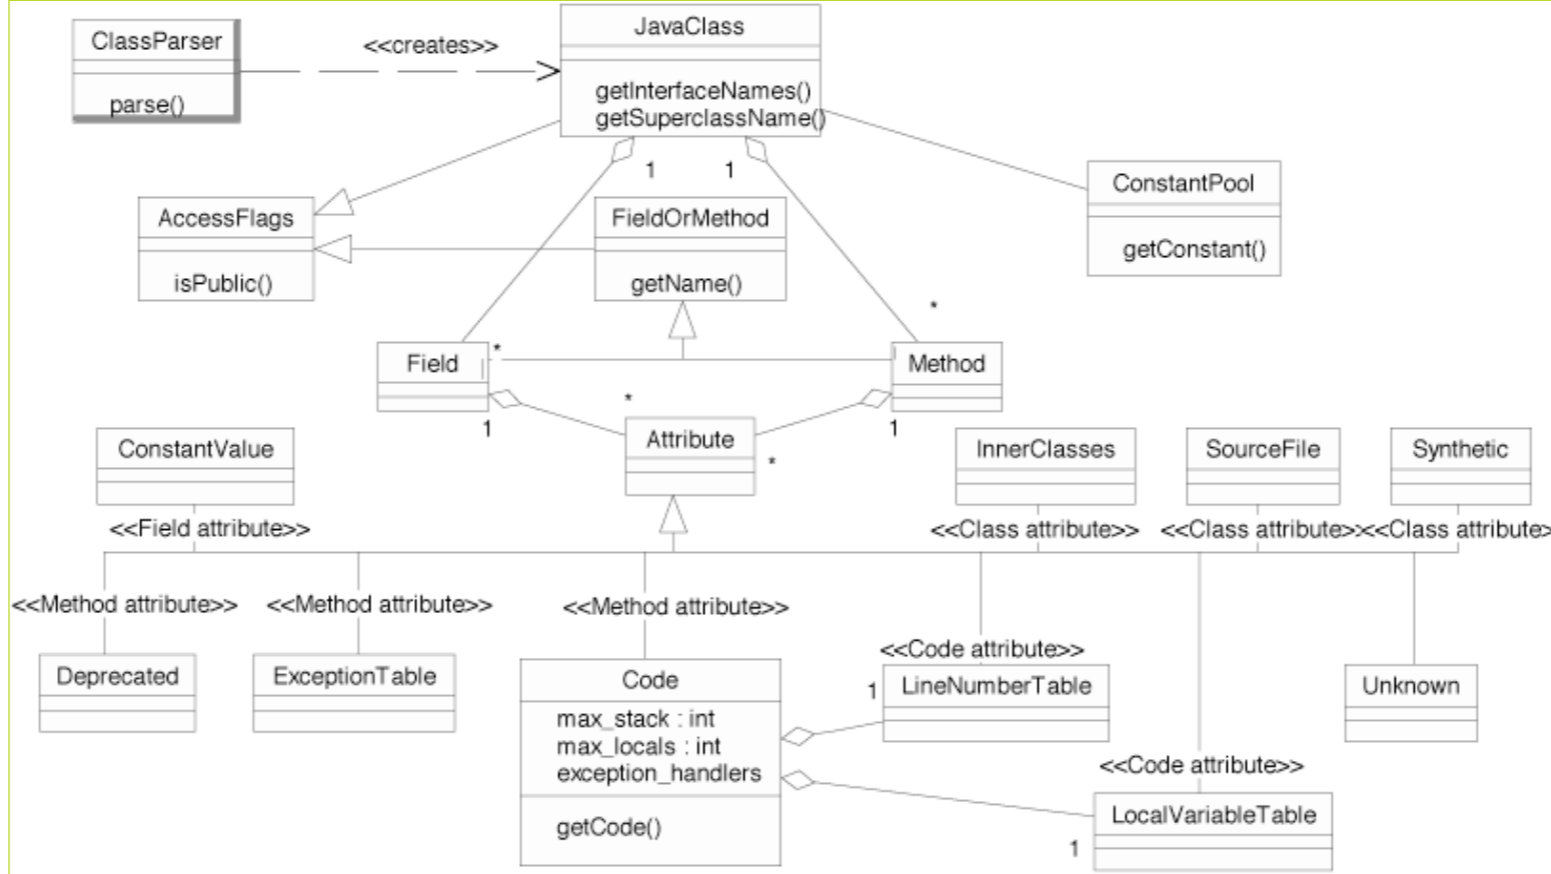 ClassParser
parse()
<<creates>>
JavaClass
getInterfaceNames()
getSuperclassName()
1
1
ConstantPool
getConstant()
AccessFlags
isPublic()
FieldOrMethod
getName()
*
Field
*
Method
1
*
1
Attribute
*
ConstantValue
InnerClasses
SourceFile
Synthetic
<<Field attribute>>
<<Class attribute>>
<<Class attribute>>
<<Class attribute>
<<Method attribute>>
<<Method attribute>>
<<Method attribute>>
<<Code attribute>>
Deprecated
ExceptionTable
Code
max_stack : int
max_locals : int
exception_handlers
getCode()
1
LineNumberTable
Unknown
<<Code attribute>>
LocalVariableTable
1